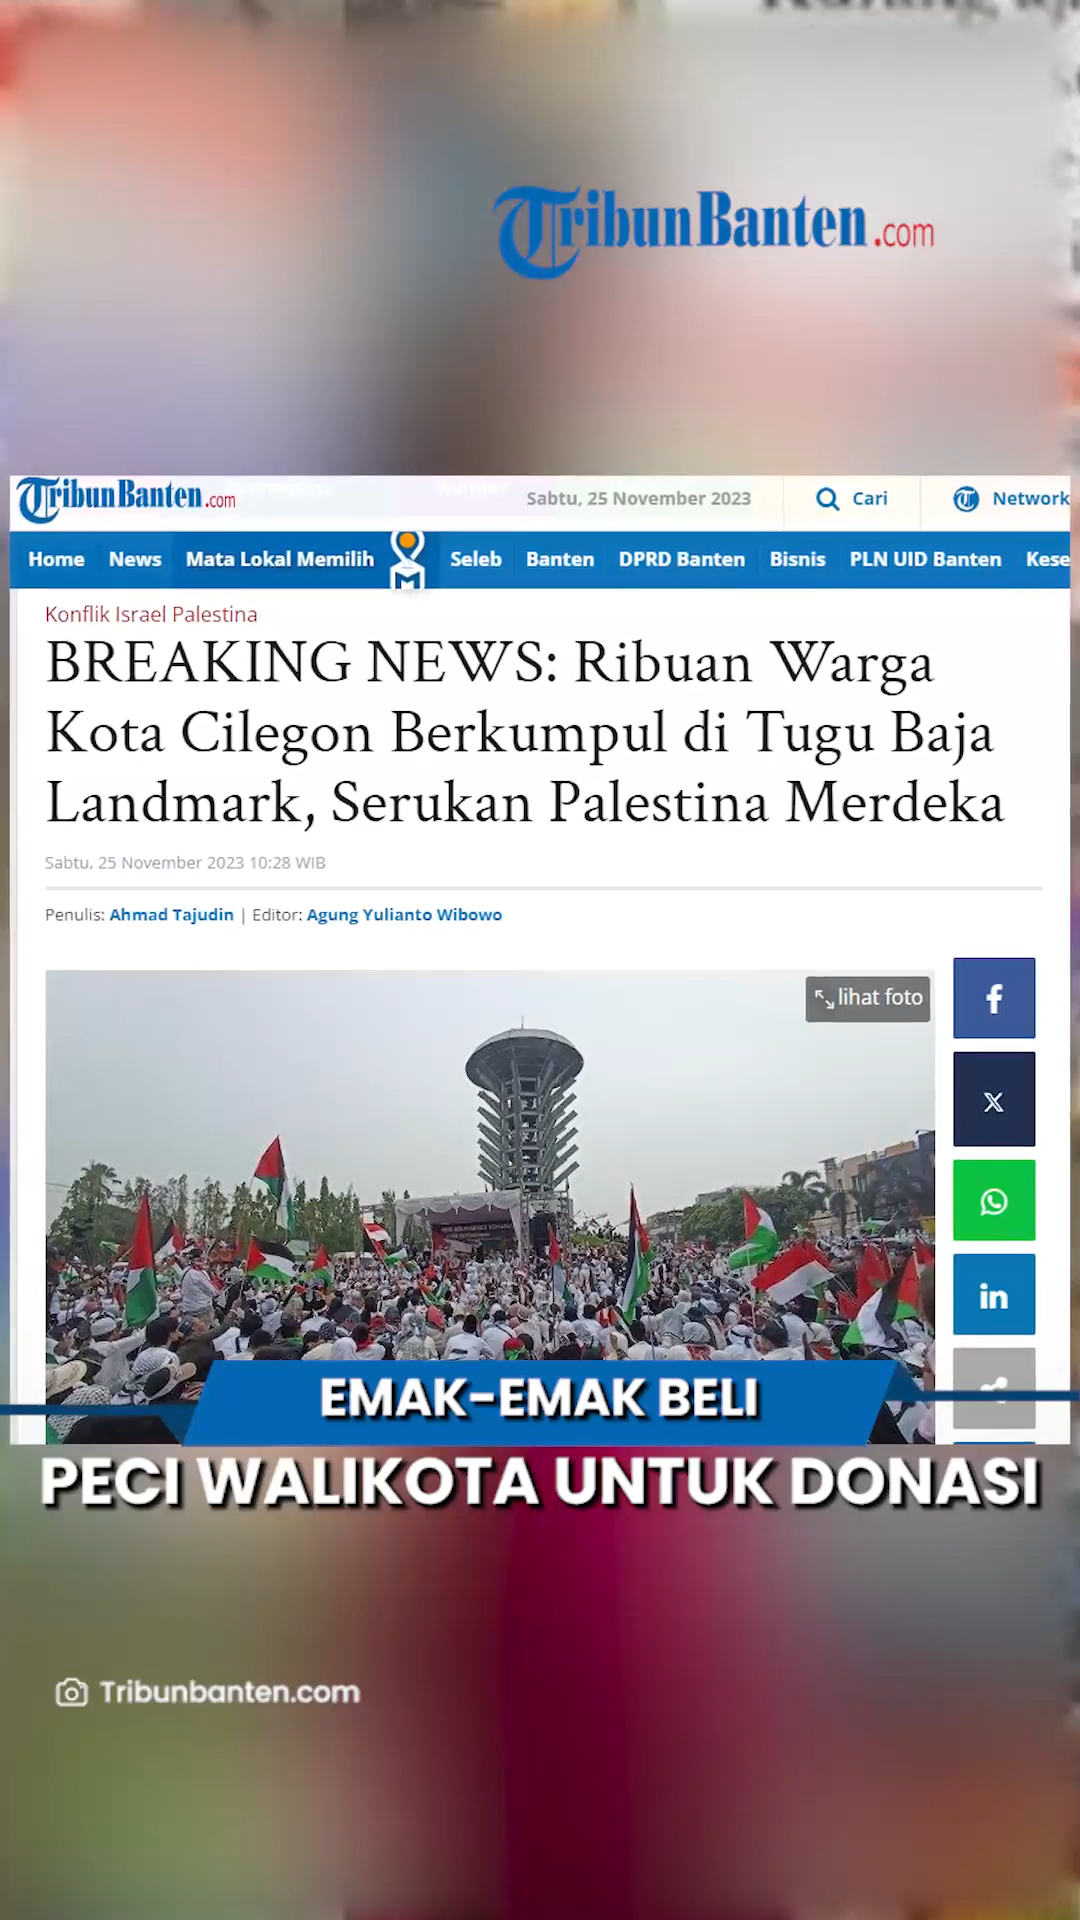 TribunBanten.com
TribunBanten.com
Sabtu, 25 November 2023
Cari
Network
Home News Mata Lokal Memilih Seleb Banten DPRD Banten Bisnis PLN UID Banten Kese
Konflik Israel Palestina
BREAKING NEWS: Ribuan Warga
Kota Cilegon Berkumpul di Tugu Baja
Landmark, Serukan Palestina Merdeka
Sabtu, 25 November 2023 10:28 WIB
Penulis: Ahmad Tajudin | Editor: Agung Yulianto Wibowo
lihat foto
EMAK-EMAK BELI
PECI WALIKOTA UNTUK DONASI
Tribunbanten.com